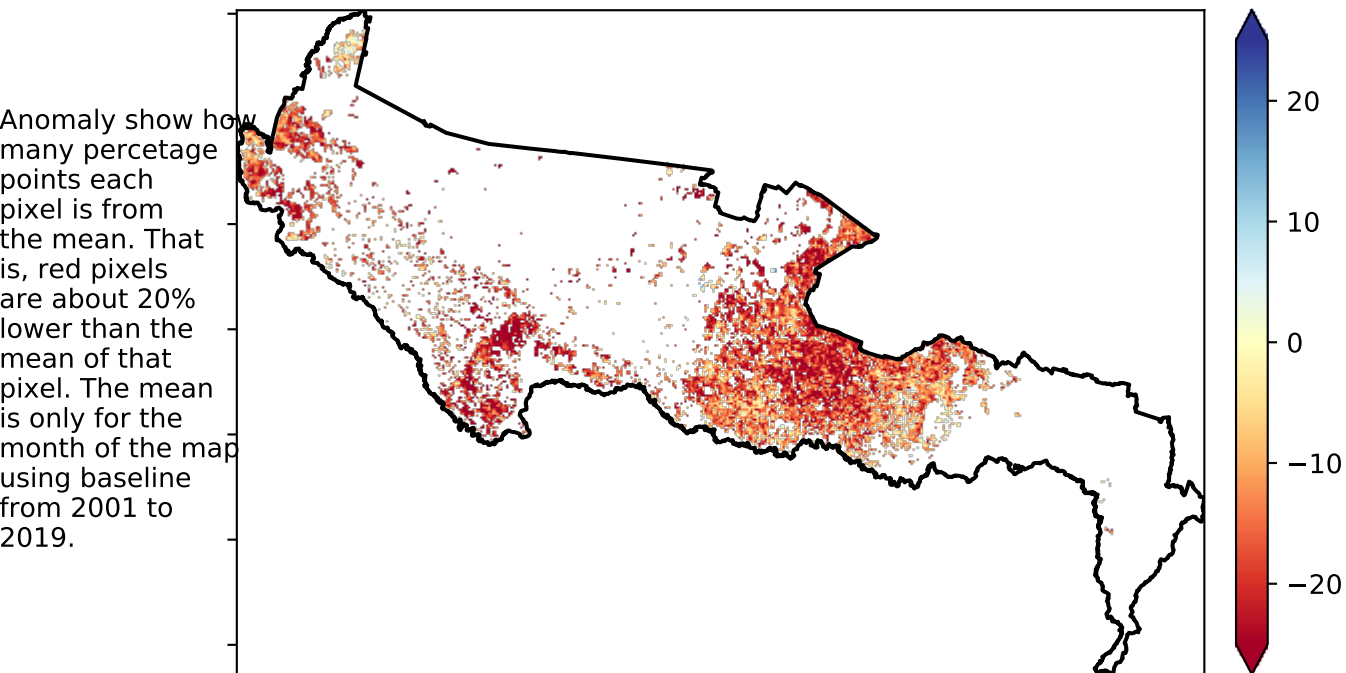 Anomaly show how
many percetage
points each
pixel is from
the mean. That
is, red pixels
are about 20%
lower than the
mean of that
pixel. The mean
is only for the
month of the map
using baseline
from 2001 to
2019.
20
10
0
−10
−20